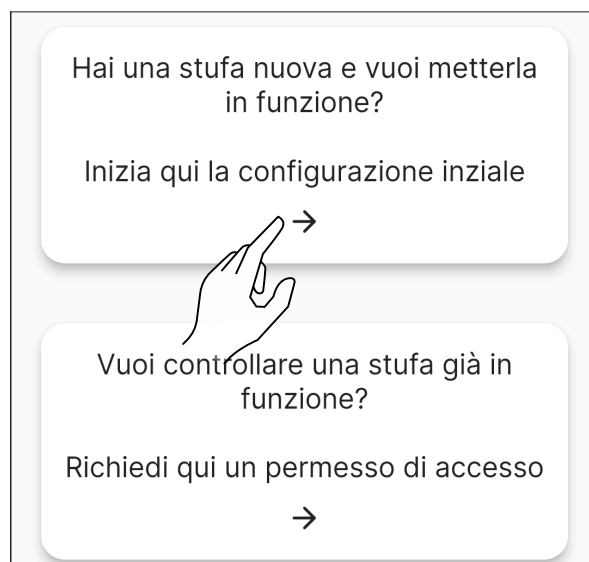 Hai una stufa nuova e vuoi metterla
in funzione?
Inizia qui la configurazione inziale
Vuoi controllare una stufa già in
funzione?
Richiedi qui un permesso di accesso